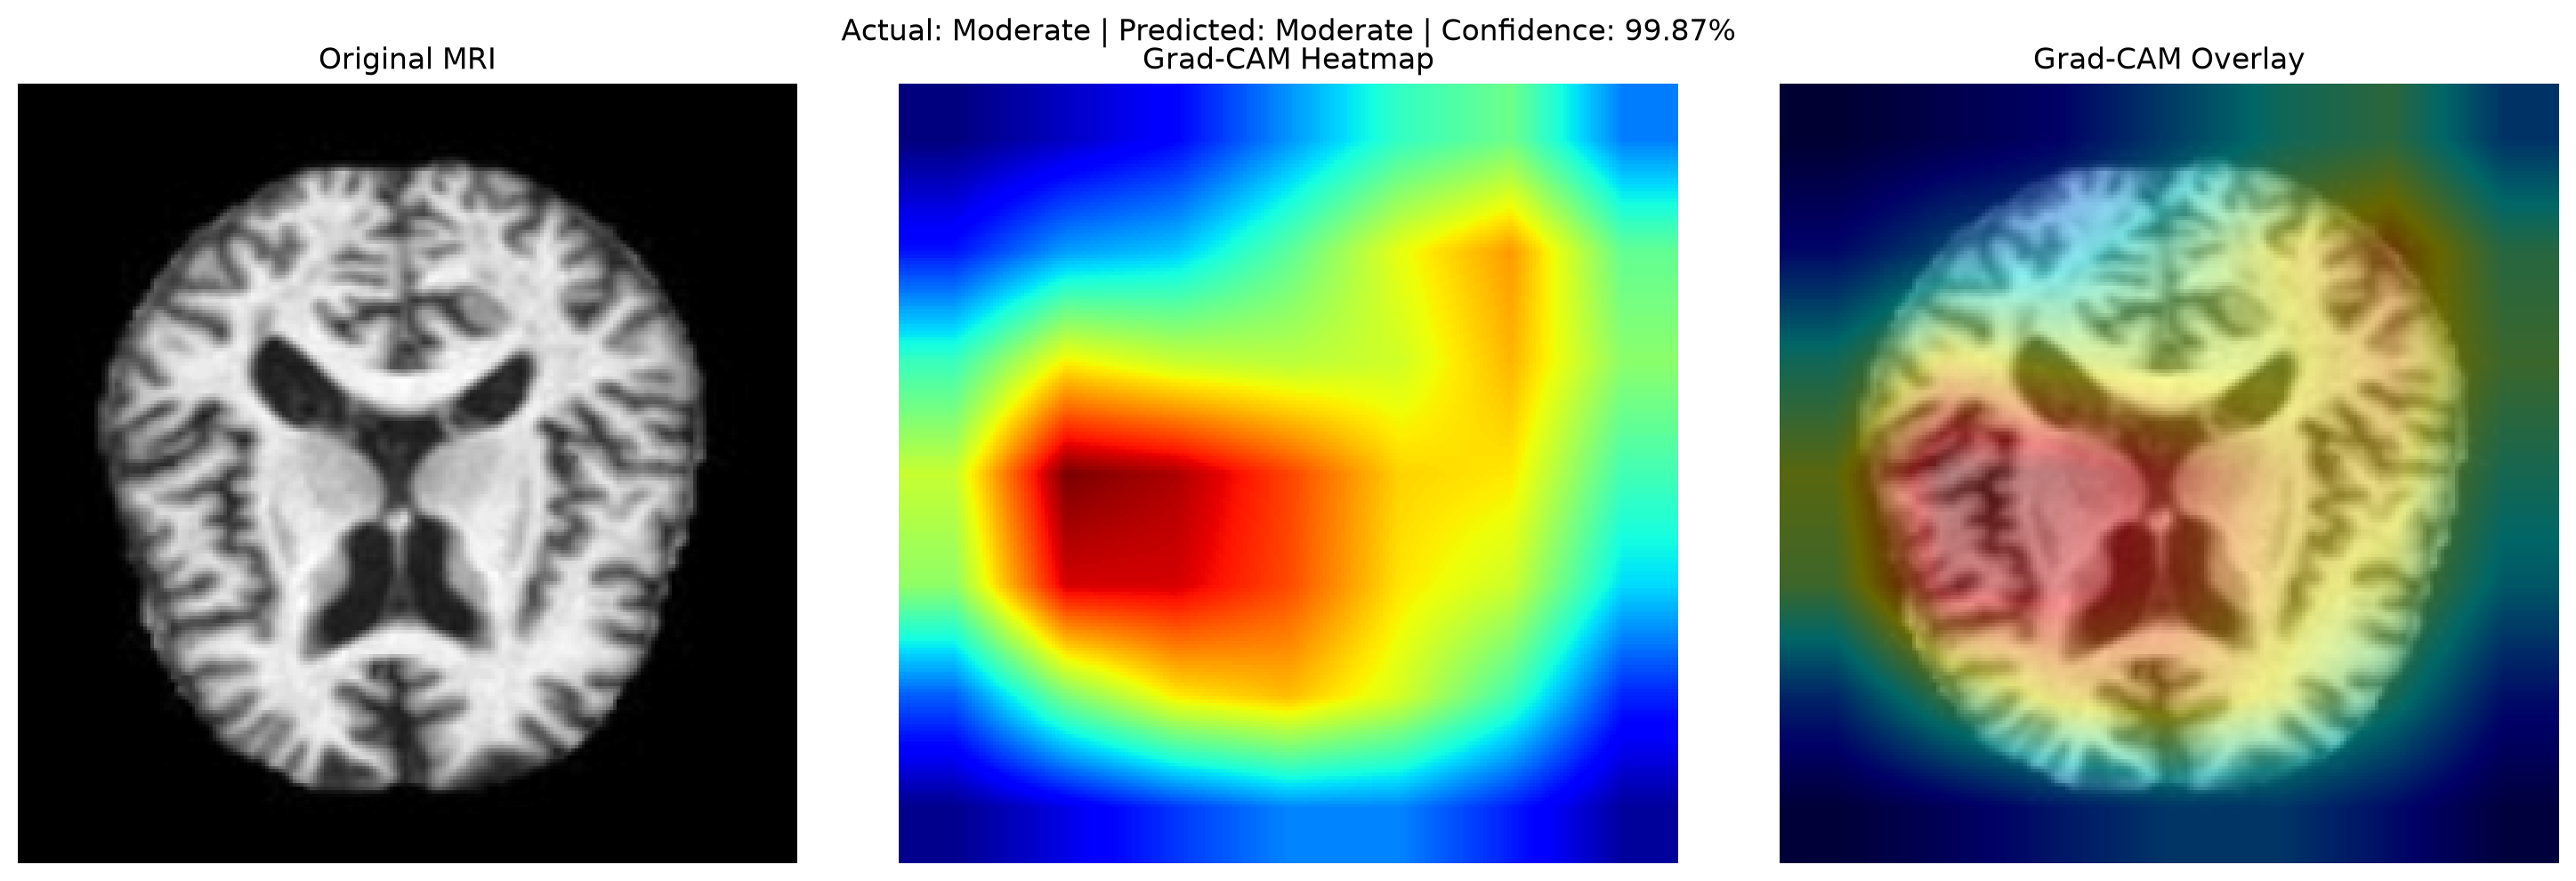 Actual: Moderate | Predicted: Moderate | Confidence: 99.87%
Original MRI
Grad-CAM Heatmap
Grad-CAM Overlay